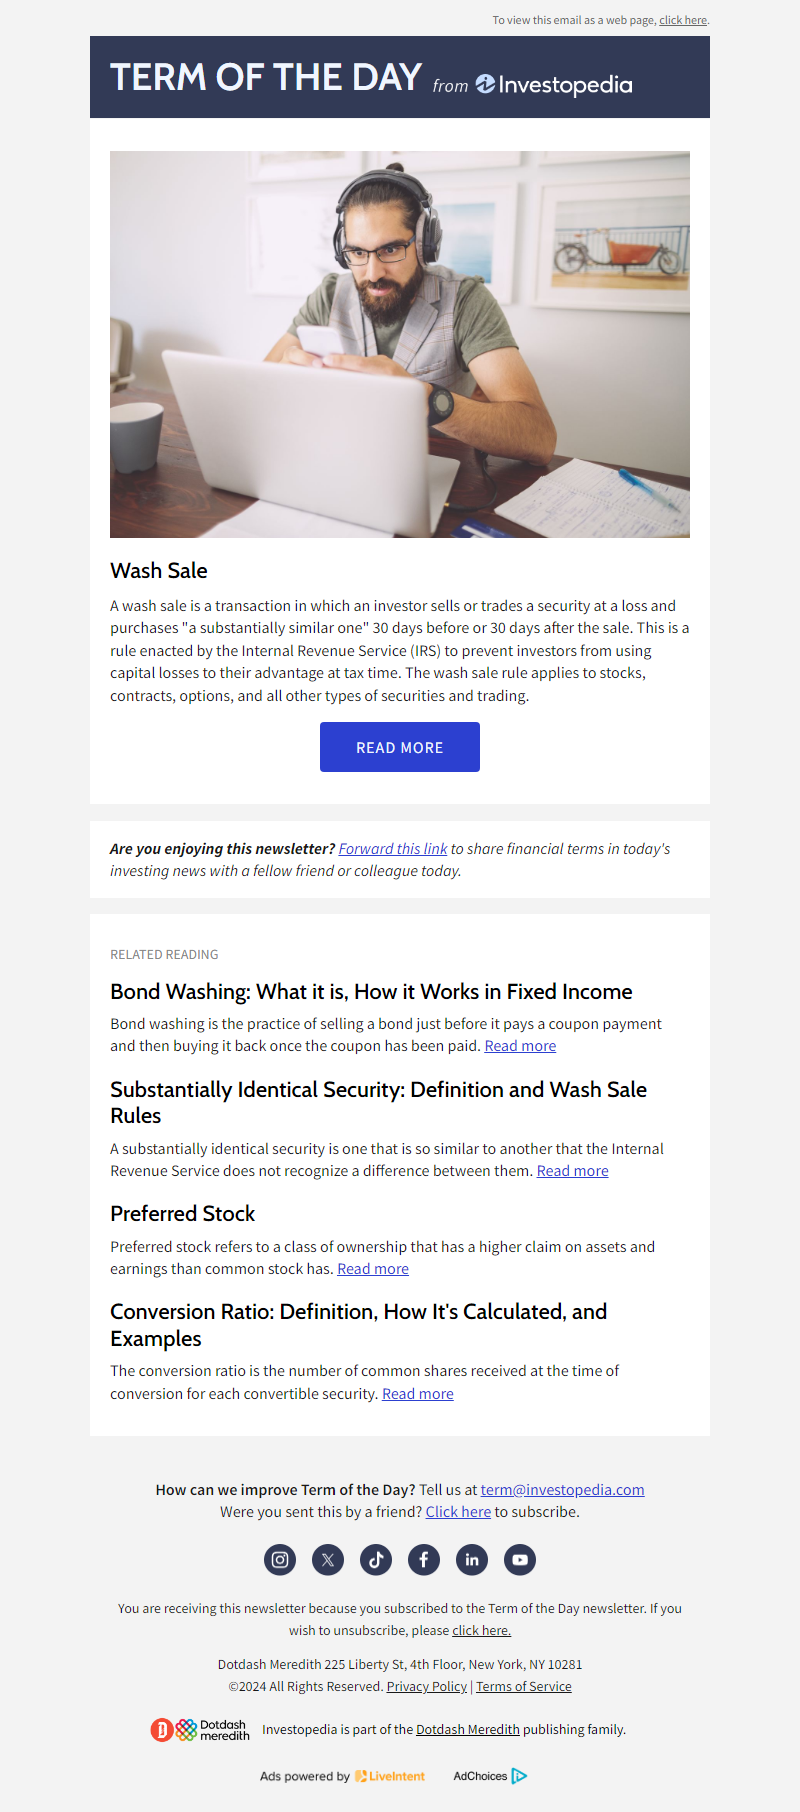 To view this email as a web page, click here.
TERM OF THE DAY from Investopedia
Wash Sale
A wash sale is a transaction in which an investor sells or trades a security at a loss and
purchases "a substantially similar one" 30 days before or 30 days after the sale. This is a
rule enacted by the Internal Revenue Service (IRS) to prevent investors from using
capital losses to their advantage at tax time. The wash sale rule applies to stocks,
contracts, options, and all other types of securities and trading.
READ MORE
Are you enjoying this newsletter? Forward this link to share financial terms in today's
investing news with a fellow friend or colleague today.
RELATED READING
Bond Washing: What it is, How it Works in Fixed Income
Bond washing is the practice of selling a bond just before it pays a coupon payment
and then buying it back once the coupon has been paid. Read more
Substantially Identical Security: Definition and Wash Sale
Rules
A substantially identical security is one that is so similar to another that the Internal
Revenue Service does not recognize a difference between them. Read more
Preferred Stock
Preferred stock refers to a class of ownership that has a higher claim on assets and
earnings than common stock has. Read more
Conversion Ratio: Definition, How It's Calculated, and
Examples
The conversion ratio is the number of common shares received at the time of
conversion for each convertible security. Read more
How can we improve Term of the Day? Tell us at term@investopedia.com
Were you sent this by a friend? Click here to subscribe.
You are receiving this newsletter because you subscribed to the Term of the Day newsletter. If you
wish to unsubscribe, please click here.
Dotdash Meredith 225 Liberty St, 4th Floor, New York, NY 10281
©2024 All Rights Reserved. Privacy Policy | Terms of Service
Dotdash
meredith
Investopedia is part of the Dotdash Meredith publishing family.
Ads powered by LiveIntent
AdChoices